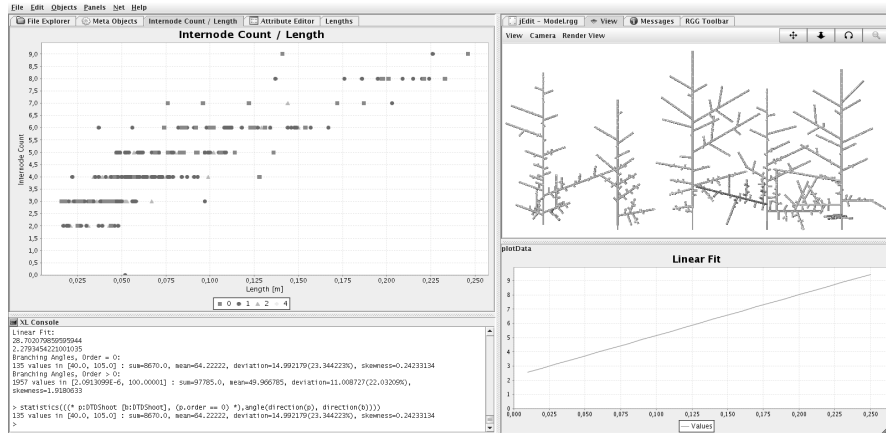 File Edit Objects Panels Net Help
File Explorer Meta Objects Internode Count / Length Attribute Editor Lengths
Internode Count / Length
9,0
8,5
8,0
7,5
7,0
6,5
6,0
5,5
5,0
4,5
4,0
3,5
3,0
2,5
2,0
1,5
1,0
0,5
0,0
Internode Count
0,025 0,050 0,075 0,100 0,125 0,150 0,175 0,200 0,225 0,250
Length [m]
0 1 2 4
XL Console
Linear Fit:
28.702079859595944
2.2793454221001035
Branching Angles, Order = 0:
135 values in [40.0, 105.0] : sum=8670.0, mean=64.22222, deviation=14.992179(23.344223%), skewness=0.24233134
Branching Angles, Order > 0:
1957 values in [2.0913099E-6, 100.00001] : sum=97785.0, mean=49.966785, deviation=11.008727(22.03209%),
skewness=1.9180633
> statistics(((* p:DTDShoot [b:DTDShoot], (p.order == 0) *),angle(direction(p), direction(b))))
135 values in [40.0, 105.0] : sum=8670.0, mean=64.22222, deviation=14.992179(23.344223%), skewness=0.24233134
>
jEdit - Model.rgg View Messages RGG Toolbar
View Camera Render View
plotData
Linear Fit
9
8
7
6
5
4
3
2
1
0
0,000 0,025 0,050 0,075 0,100 0,125 0,150 0,175 0,200 0,225 0,250
Values